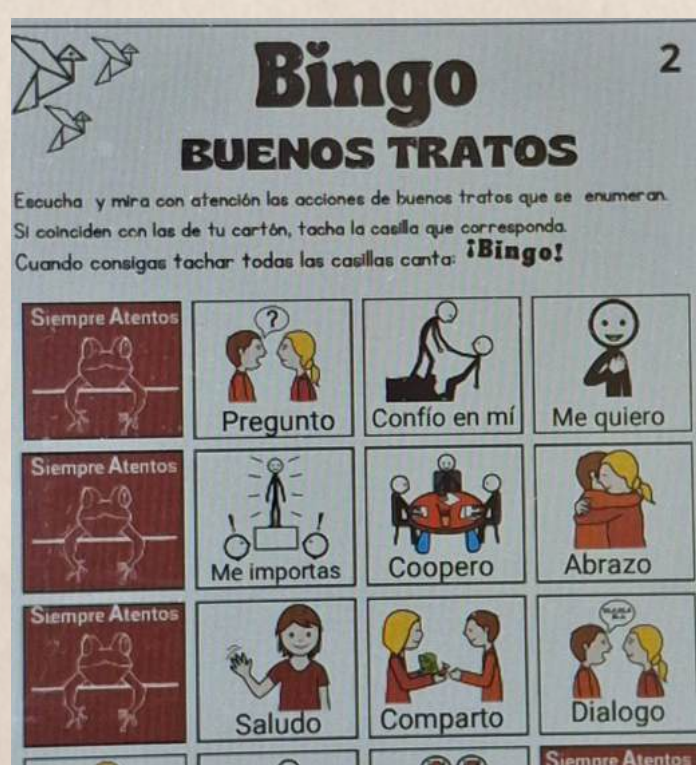 Bingo
2
BUENOS TRATOS
Escucha y mira con atención las acciones de buenos tratos que se enumeran.
Si coinciden con las de tu cartón, tacha la casilla que corresponda.
Cuando consigas tachar todas las casillas canta: ¡Bingo!
Siempre Atentos
?
Pregunto
Confío en mí
Me quiero
Siempre Atentos
Me importas
Coopero
Abrazo
Siempre Atentos
Saludo
Comparto
Dialogo
Siempre Atentos